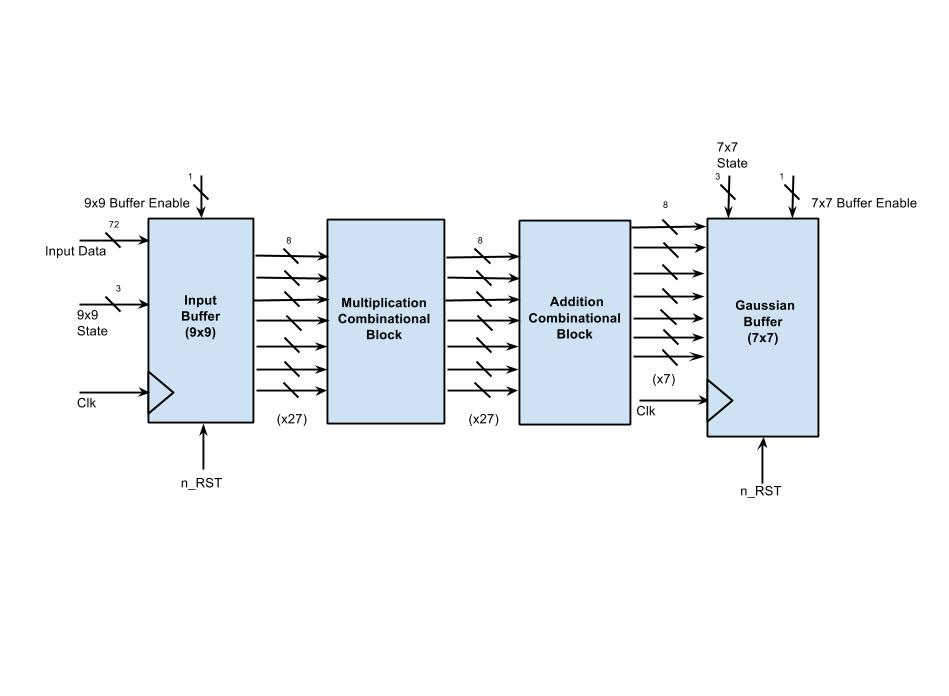 7x7
State
3
1
1
9x9 Buffer Enable
7x7 Buffer Enable
72
Input Data
3
9x9
State
Clk
Input
Buffer
(9x9)
n_RST
8
(x27)
Multiplication
Combinational
Block
8
(x27)
Addition
Combinational
Block
8
(x7)
Clk
Gaussian
Buffer
(7x7)
n_RST